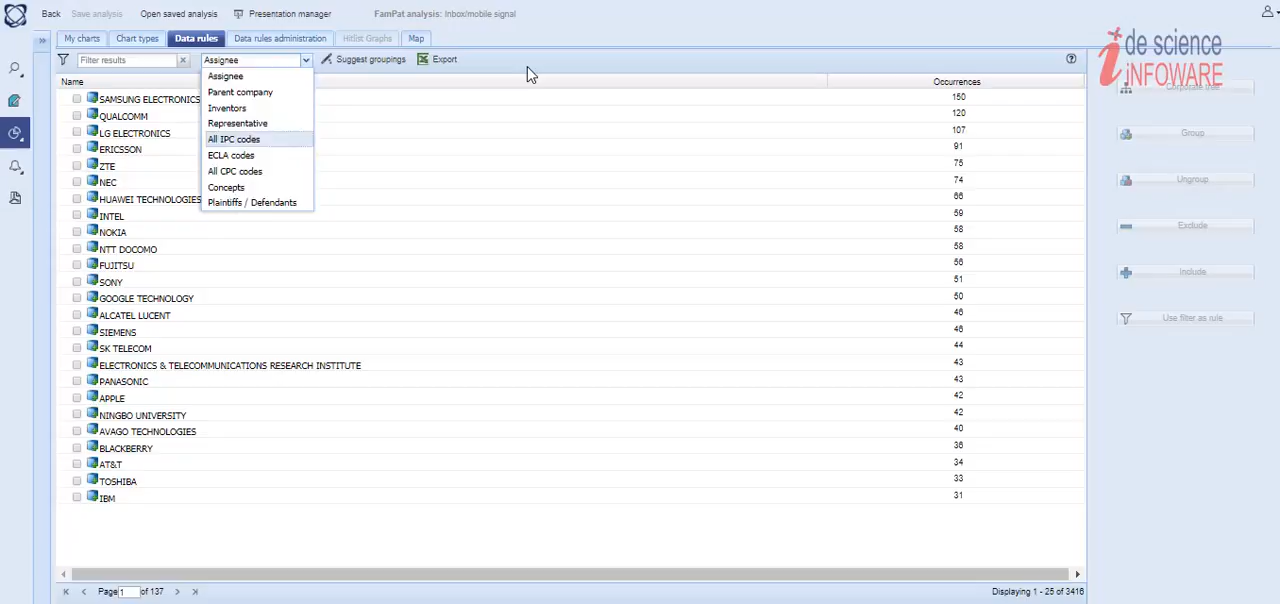 Back Save analysis Open saved analysis Presentation manager FamPat analysis: Inbox/mobile signal
My charts Chart types Data rules Data rules administration Hitlist Graphs Map
Filter results Assignee Suggest groupings Export
de science
iNFOWARE
Name Occurrences
Assignee
Parent company
Inventors
Representative
All IPC codes
ECLA codes
All CPC codes
Concepts
Plaintiffs / Defendants
SAMSUNG ELECTRONICS 150
QUALCOMM 120
LG ELECTRONICS 107
ERICSSON 91
ZTE 75
NEC 74
HUAWEI TECHNOLOGIES 66
INTEL 59
NOKIA 58
NTT DOCOMO 58
FUJITSU 56
SONY 51
GOOGLE TECHNOLOGY 50
ALCATEL LUCENT 46
SIEMENS 46
SK TELECOM 44
ELECTRONICS & TELECOMMUNICATIONS RESEARCH INSTITUTE 43
PANASONIC 43
APPLE 42
NINGBO UNIVERSITY 42
AVAGO TECHNOLOGIES 40
BLACKBERRY 36
AT&T 34
TOSHIBA 33
IBM 31
Corporate tree
Group
Ungroup
Exclude
Include
Use filter as rule
Page 1 of 137 Displaying 1 - 25 of 3416